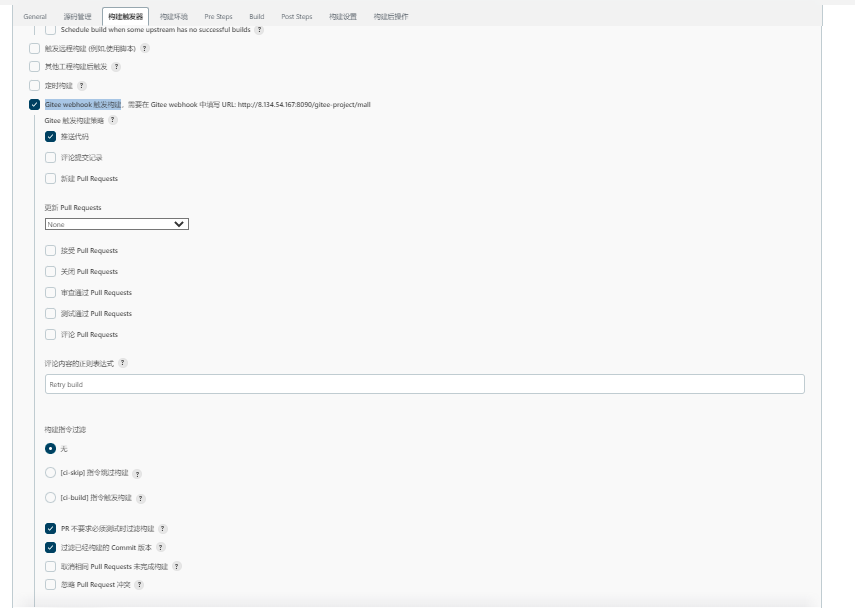 General 源码管理 构建触发器 构建环境 Pre Steps Build Post Steps 构建设置 构建后操作
Schedule build when some upstream has no successful builds ?
触发远程构建 (例如,使用脚本) ?
其他工程构建后触发 ?
定时构建 ?
Gitee webhook 触发构建，需要在 Gitee webhook 中填写 URL: http://8.134.54.167:8090/gitee-project/mall
Gitee 触发构建策略 ?
推送代码
评论提交记录
新建 Pull Requests
更新 Pull Requests
None
接受 Pull Requests
关闭 Pull Requests
审查通过 Pull Requests
测试通过 Pull Requests
评论 Pull Requests
评论内容的正则表达式 ?
Retry build
构建指令过滤
无
[ci-skip] 指令跳过构建 ?
[ci-build] 指令触发构建 ?
PR 不要求必须测试时过滤构建 ?
过滤已经构建的 Commit 版本 ?
取消相同 Pull Requests 未完成构建 ?
忽略 Pull Request 冲突 ?